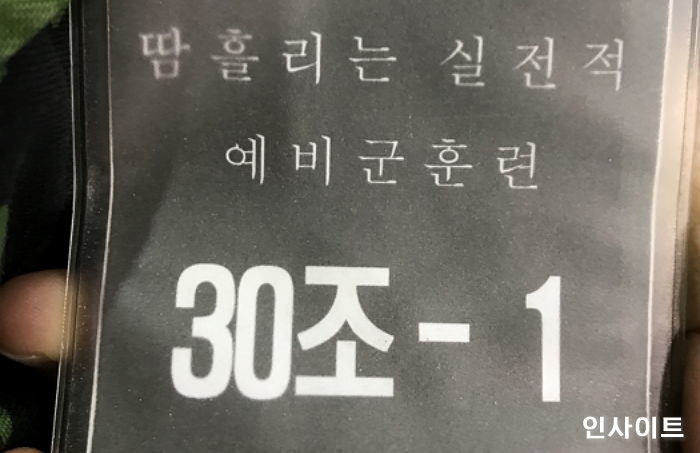 땀흘리는 실전적
예비군훈련
30조- 1
인사이트